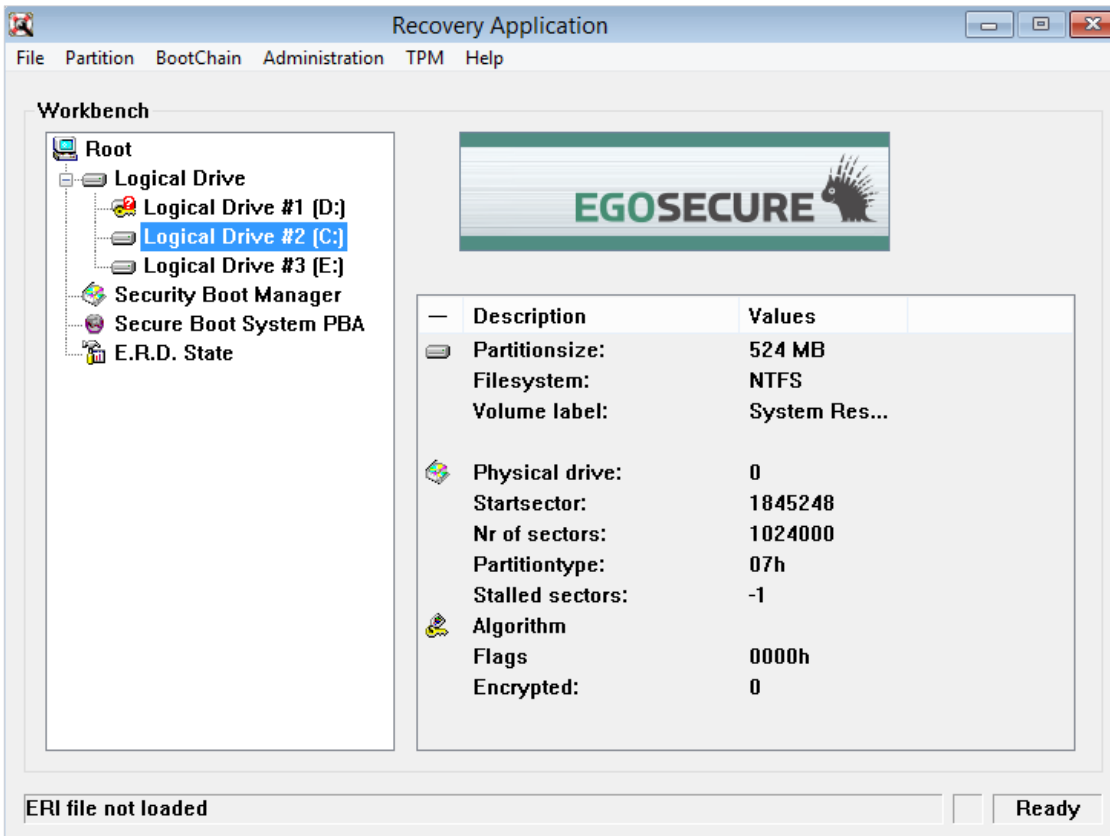 Recovery Application
File Partition BootChain Administration TPM Help
Workbench
Root
Logical Drive
Logical Drive #1 (D:)
Logical Drive #2 (C:)
Logical Drive #3 (E:)
Security Boot Manager
Secure Boot System PBA
E.R.D. State
EGOSECURE
— Description Values
Partitionsize: 524 MB
Filesystem: NTFS
Volume label: System Res...
Physical drive: 0
Startsector: 1845248
Nr of sectors: 1024000
Partitiontype: 07h
Stalled sectors: -1
Algorithm
Flags 0000h
Encrypted: 0
ERI file not loaded Ready